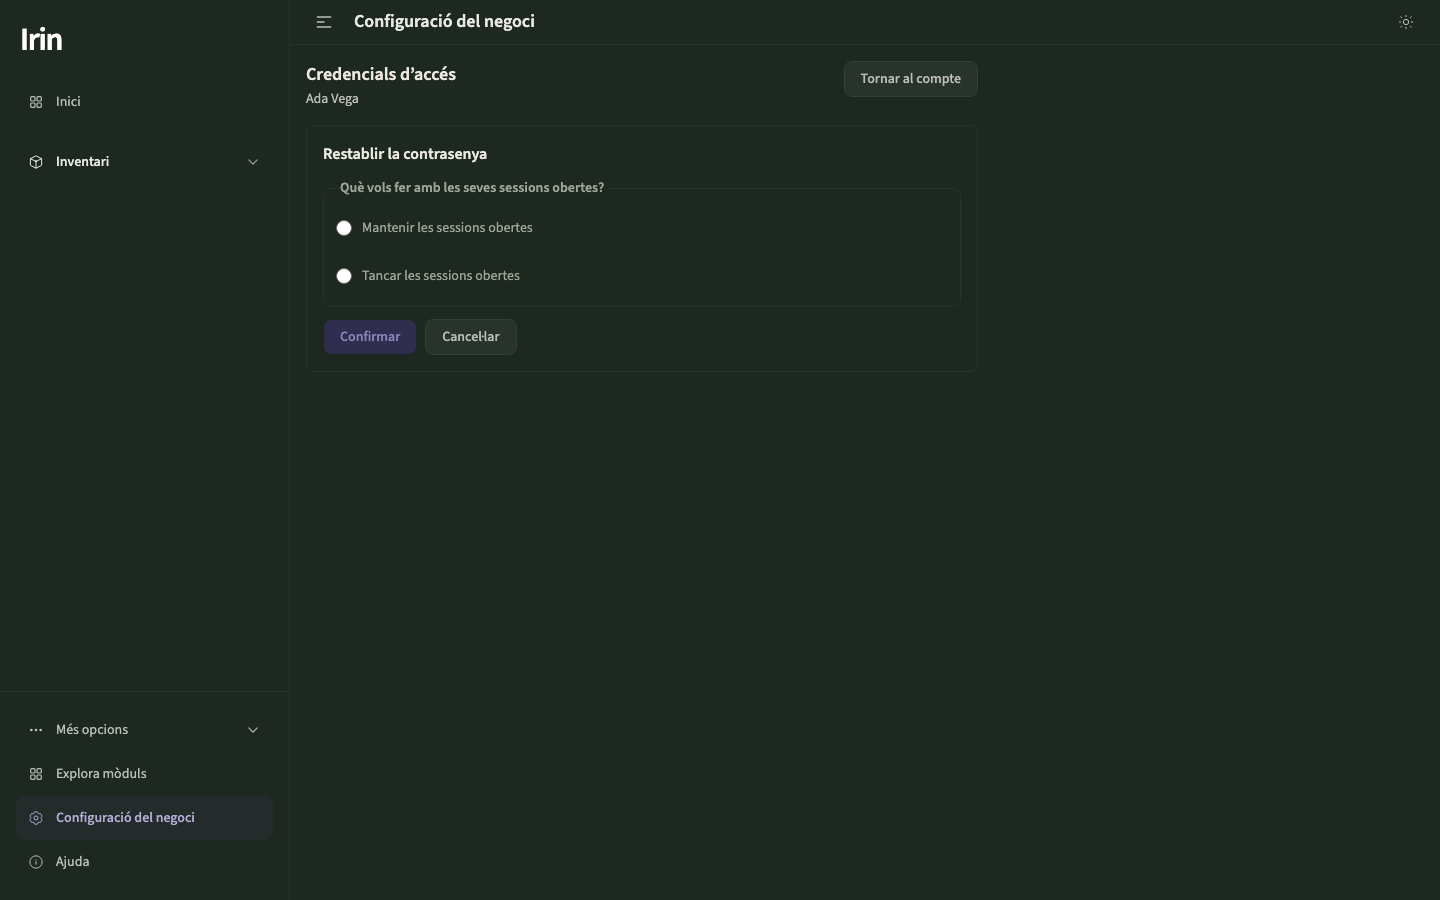 Irin
Inici
Inventari
Més opcions
Explora mòduls
Configuració del negoci
Ajuda
Configuració del negoci
Credencials d’accés
Ada Vega
Tornar al compte
Restablir la contrasenya
Què vols fer amb les seves sessions obertes?
Mantenir les sessions obertes
Tancar les sessions obertes
Confirmar
Cancel·lar